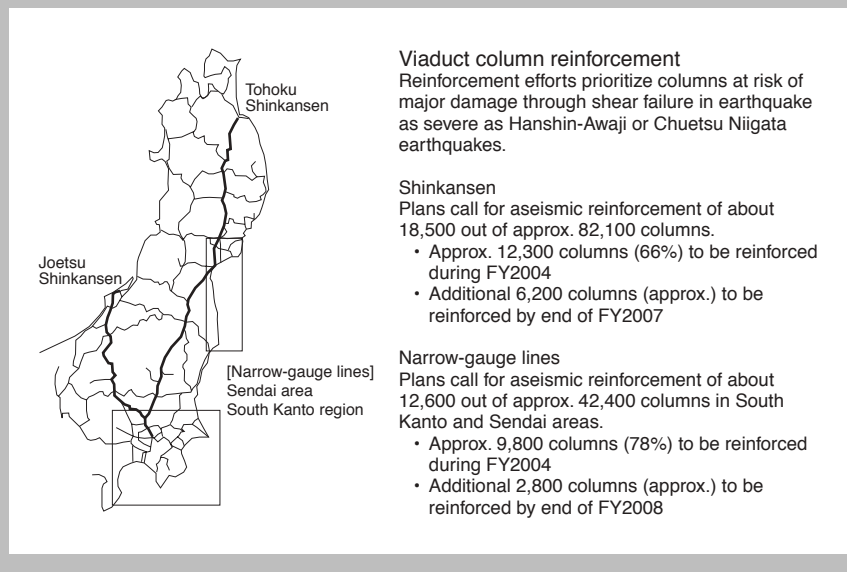 Tohoku
Shinkansen
Joetsu
Shinkansen
[Narrow-gauge lines]
Sendai area
South Kanto region
Viaduct column reinforcement
Reinforcement efforts prioritize columns at risk of
major damage through shear failure in earthquake
as severe as Hanshin-Awaji or Chuetsu Niigata
earthquakes.
Shinkansen
Plans call for aseismic reinforcement of about
18,500 out of approx. 82,100 columns.
• Approx. 12,300 columns (66%) to be reinforced
during FY2004
• Additional 6,200 columns (approx.) to be
reinforced by end of FY2007
Narrow-gauge lines
Plans call for aseismic reinforcement of about
12,600 out of approx. 42,400 columns in South
Kanto and Sendai areas.
• Approx. 9,800 columns (78%) to be reinforced
during FY2004
• Additional 2,800 columns (approx.) to be
reinforced by end of FY2008